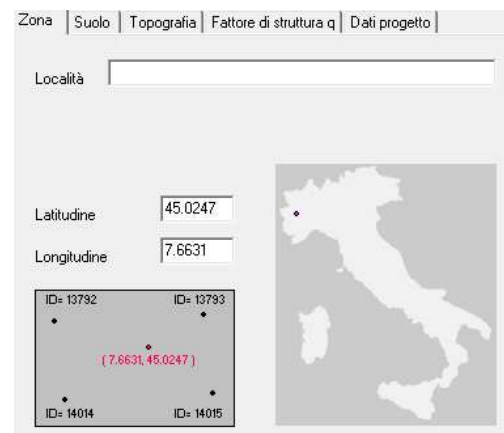 Zona Suolo Topografia Fattore di struttura q Dati progetto
Località
Latitudine 45.0247
Longitudine 7.6631
ID= 13792 ID= 13793
( 7.6631, 45.0247 )
ID= 14014 ID= 14015